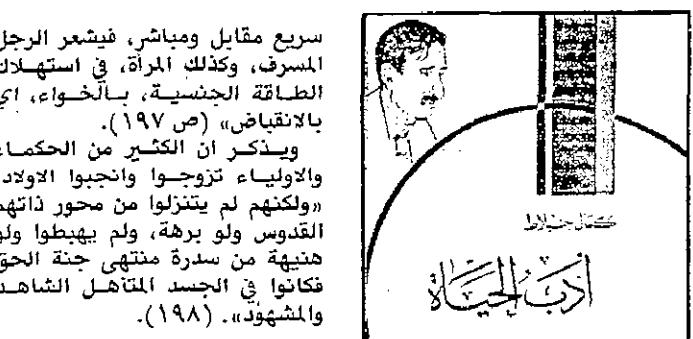 سريع مقابل ومباشر، فيشعر الرجل
المسرف، وكذلك المرأة، في استهلاك
الطاقة الجنسية، بالخواء، اي
بالانقباض» (ص ١٩٧).
ويذكر ان الكثير من الحكماء
والاولياء تزوجوا وانجبوا الاولاد
«ولكنهم لم يتنزلوا من محور ذاتهم
القدوس ولو برهة، ولم يهبطوا ولو
هنيهة من سدرة منتهى جنة الحق
فكانوا في الجسد المتأهل الشاهد
والمشهود». (١٩٨).
كمال جنبلاط
أدب الحياة